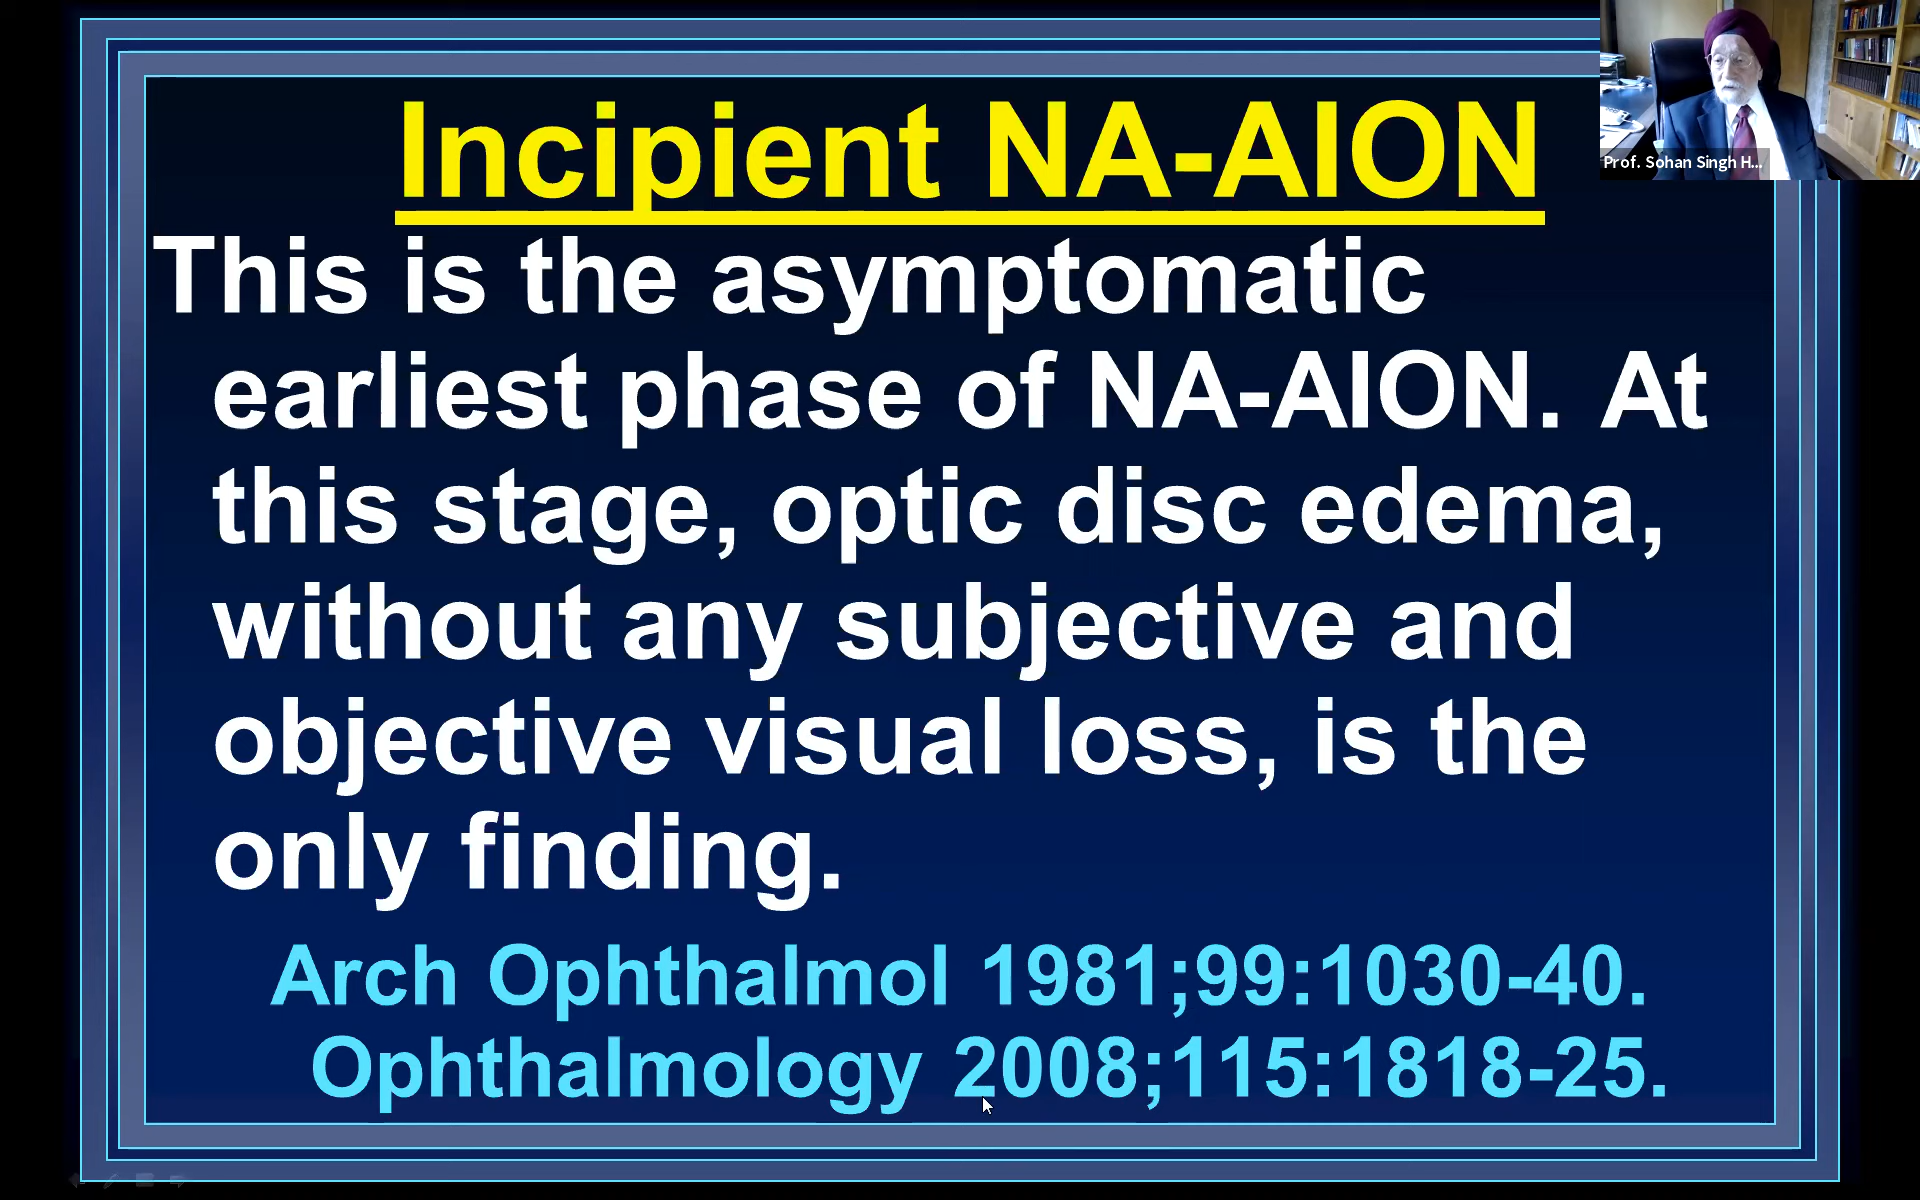 Incipient NA-AION
Prof. Sohan Singh H...
This is the asymptomatic
earliest phase of NA-AION. At
this stage, optic disc edema,
without any subjective and
objective visual loss, is the
only finding.
Arch Ophthalmol 1981;99:1030-40.
Ophthalmology 2008;115:1818-25.